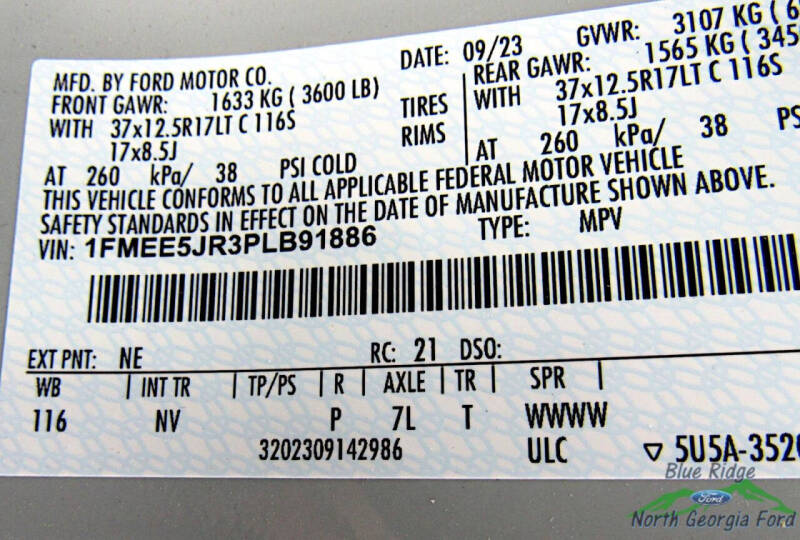 MFD. BY FORD MOTOR CO.
DATE: 09/23
GVWR: 3107 KG
FRONT GAWR: 1633 KG ( 3600 LB)
REAR GAWR: 1565 KG
WITH 37x12.5R17LT C 116S
TIRES
WITH 37x12.5R17LT C 116S
17x8.5J
RIMS
17x8.5J
AT 260 kPa/ 38 PSI COLD
AT 260 kPa/ 38
THIS VEHICLE CONFORMS TO ALL APPLICABLE FEDERAL MOTOR VEHICLE
SAFETY STANDARDS IN EFFECT ON THE DATE OF MANUFACTURE SHOWN ABOVE.
VIN: 1FMEE5JR3PLB91886
TYPE: MPV
EXT PNT: NE RC: 21 DSO:
WB | INT TR | TP/PS | R | AXLE | TR | SPR |
116 NV P 7L T WWWW
3202309142986 ULC ▽ 5U5A-3520
Blue Ridge
Ford
North Georgia Ford